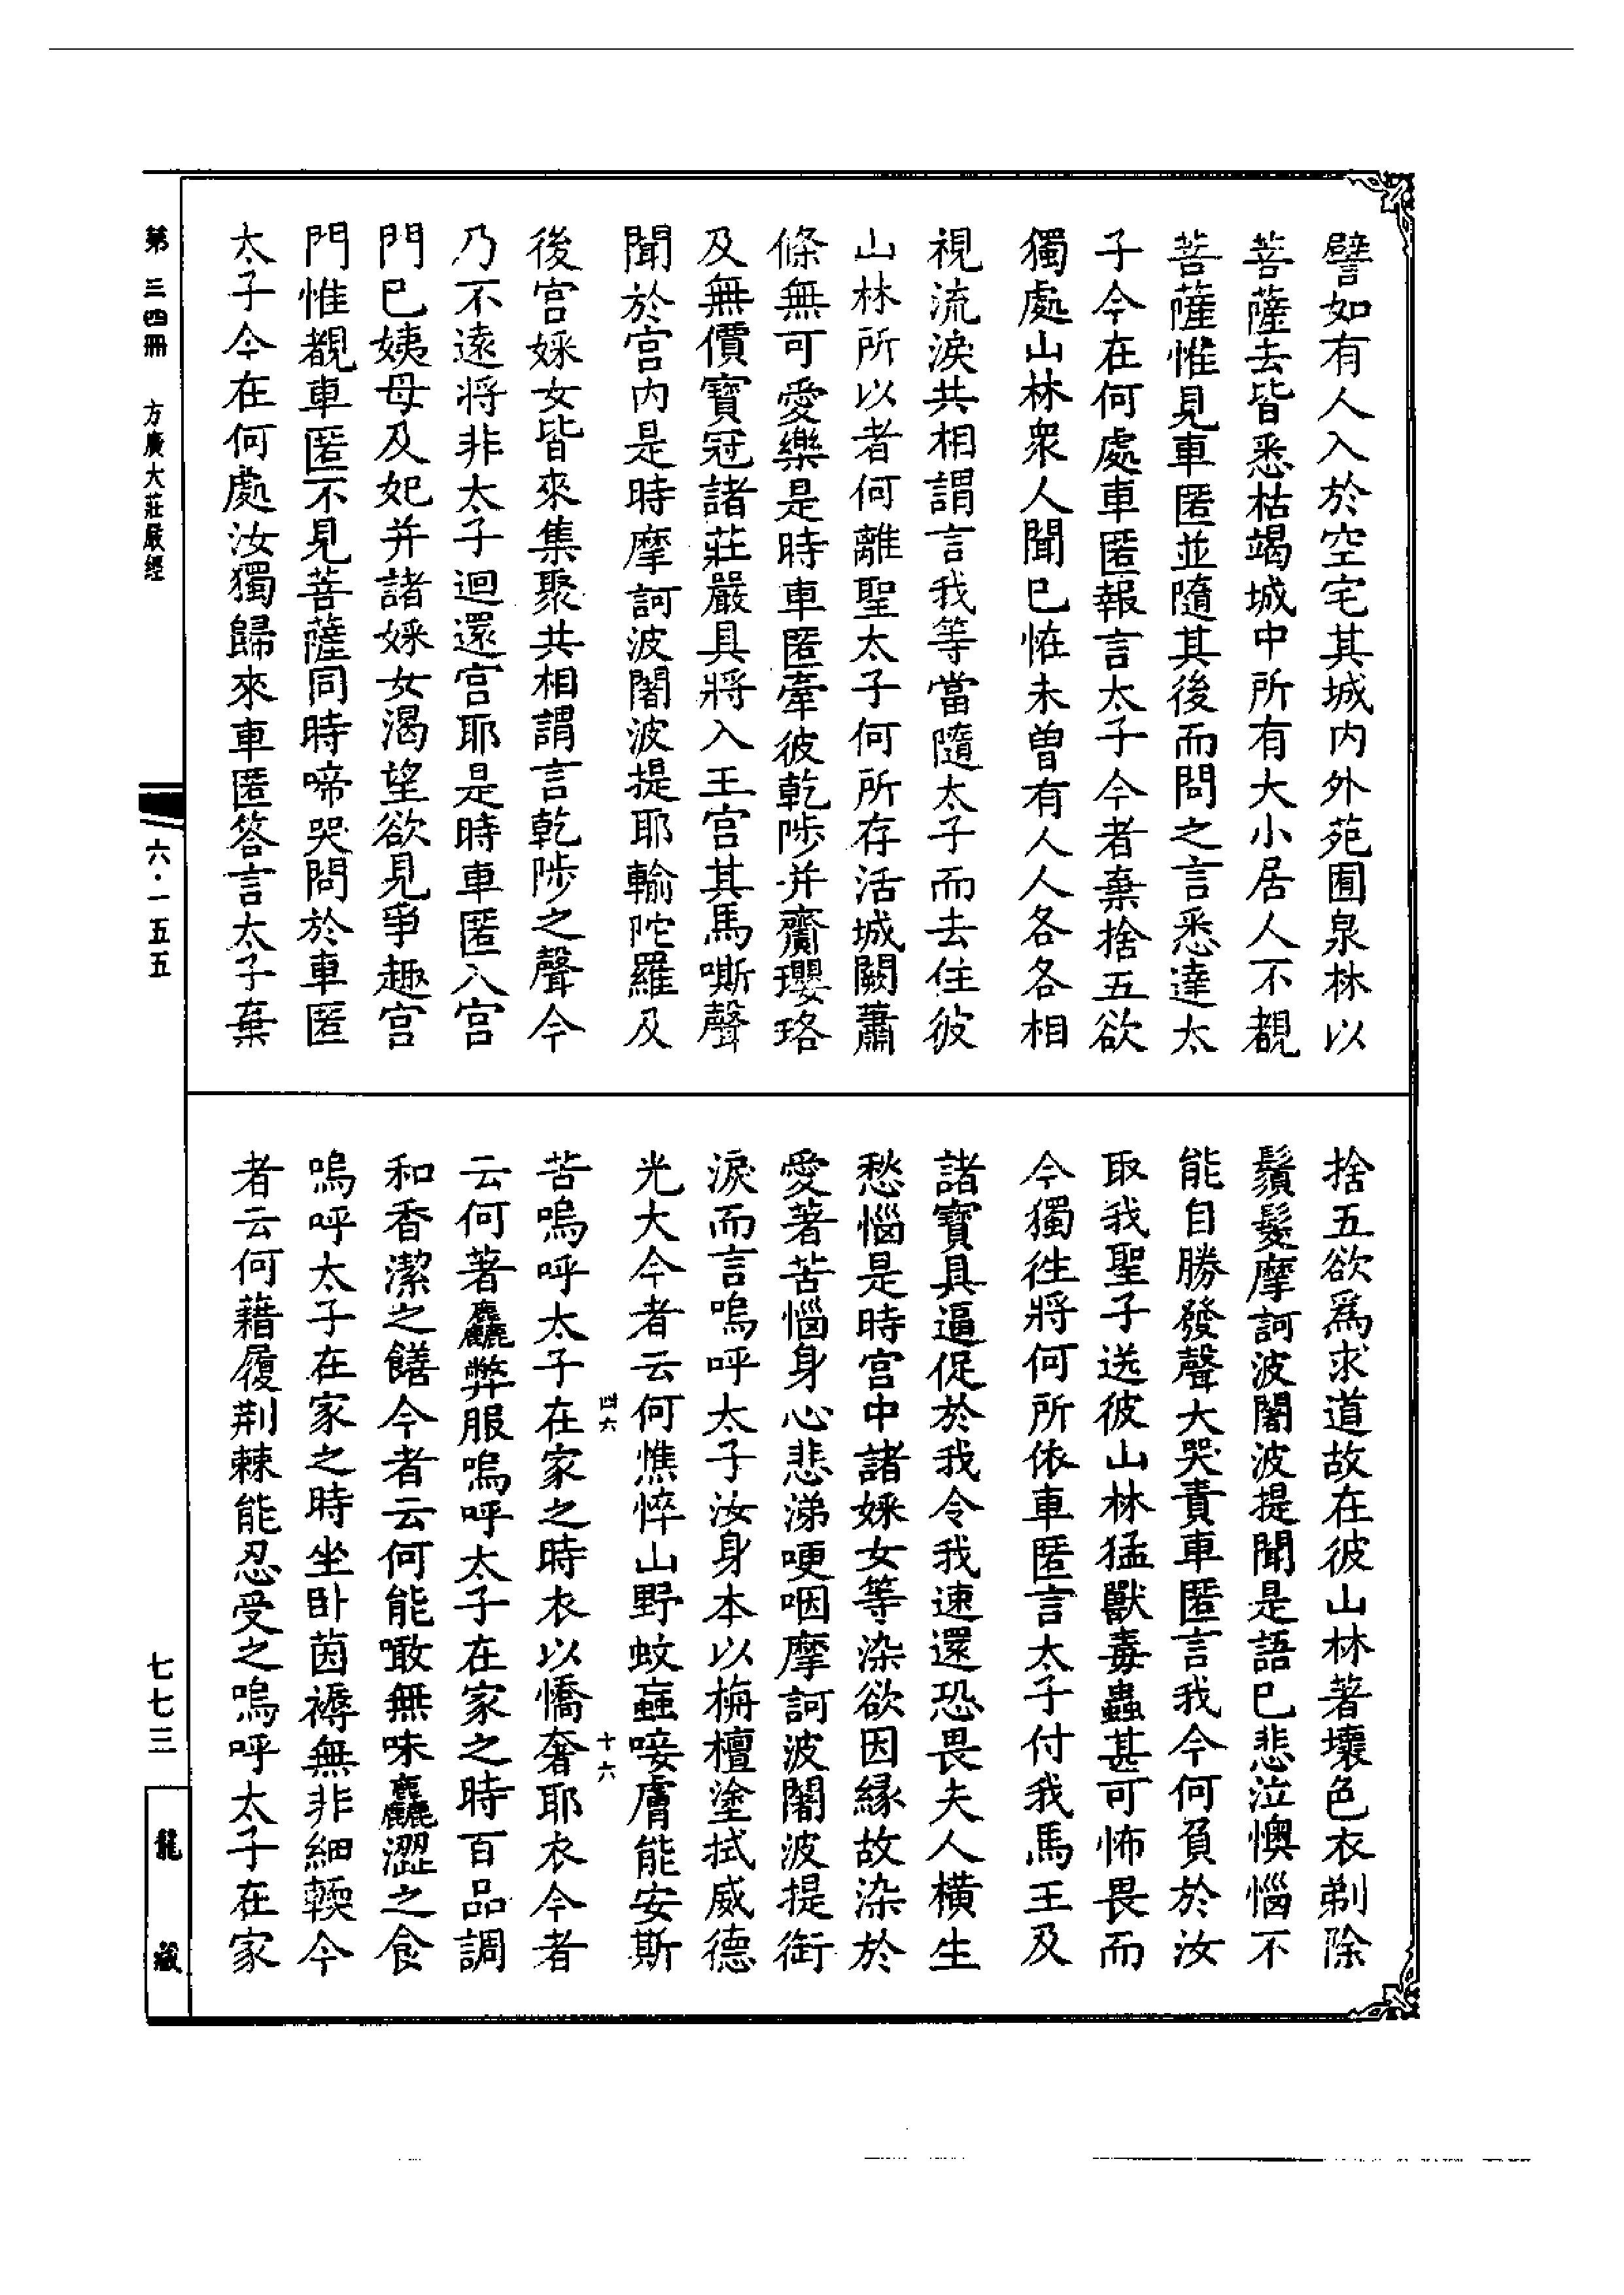 譬如有人入於空宅其城内外苑囿泉林以
菩薩去皆悉枯竭城中所有大小居人不覩
菩薩惟見車匿並隨其後而問之言悉達太
子今在何處車匿報言太子今者棄捨五欲
獨處山林衆人聞已怪未曾有人人各各相
視流淚共相謂言我等當隨太子而去住彼
山林所以者何離聖太子何所存活城闕蕭
條無可愛樂是時車匿牽彼乾陟并齎瓔珞
及無價寶冠諸莊嚴具將入王宫其馬嘶聲
聞於宫内是時摩訶波闍波提耶輸陀羅及
後宫婇女皆來集聚共相謂言乾陟之聲今
乃不遠將非太子迴還宫耶是時車匿入宫
門已姨母及妃并諸婇女渴望欲見爭趣宫
門惟覩車匿不見菩薩同時啼哭問於車匿
太子今在何處汝獨歸來車匿答言太子棄
捨五欲爲求道故在彼山林著壞色衣剃除
鬚髮摩訶波闍波提聞是語已悲泣懊惱不
能自勝發聲大哭責車匿言我今何負於汝
取我聖子送彼山林猛獸毒蟲甚可怖畏而
今獨往將何所依車匿言太子付我馬王及
諸寶具逼促於我令我速還恐畏夫人横生
愁惱是時宫中諸婇女等染欲因緣故染於
愛著苦惱身心悲涕哽咽摩訶波闍波提銜
淚而言嗚呼太子汝身本以栴檀塗拭威德
光大今者云何憔悴山野蚊蝱唼膚能安斯
苦嗚呼太子在家之時衣以憍奢耶衣今者
云何著麤弊服嗚呼太子在家之時百品調
和香潔之饍今者云何能噉無味麤澀之食
嗚呼太子在家之時坐卧茵褥無非細輭今
者云何藉履荆棘能忍受之嗚呼太子在家
四六
十六
第三四冊 方廣大莊嚴經
六·一五五
七七三
龍藏